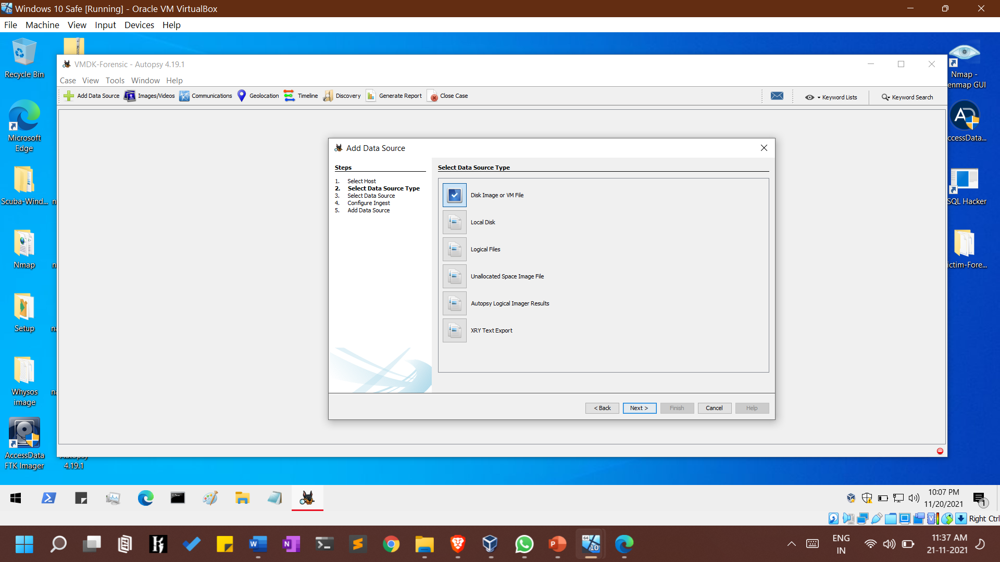 Windows 10 Safe [Running] - Oracle VM VirtualBox
File Machine View Input Devices Help
Recycle Bin
Microsoft
Edge
Scuba-Wind...
Nmap
Setup
Whysos
image
AccessData
FTK Imager
4.19.1
VMDK-Forensic - Autopsy 4.19.1
Case View Tools Window Help
Add Data Source Images/Videos Communications Geolocation Timeline Discovery Generate Report Close Case Keyword Lists Keyword Search
Add Data Source
Steps
1. Select Host
2. Select Data Source Type
3. Select Data Source
4. Configure Ingest
5. Add Data Source
Select Data Source Type
Disk Image or VM File
Local Disk
Logical Files
Unallocated Space Image File
Autopsy Logical Imager Results
XRY Text Export
< Back Next > Finish Cancel Help
Nmap -
enmap GUI
ccessData...
SQL Hacker
ictim-Fore...
10:07 PM
11/20/2021
1
Right Ctrl
ENG
IN
11:37 AM
21-11-2021